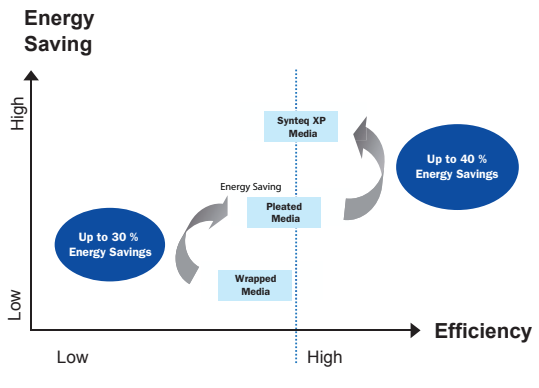 Energy
Saving
High
Synteq XP
Media
Up to 40 %
Energy Savings
Energy Saving
Pleated
Media
Up to 30 %
Energy Savings
Wrapped
Media
Low
Efficiency
Low
High